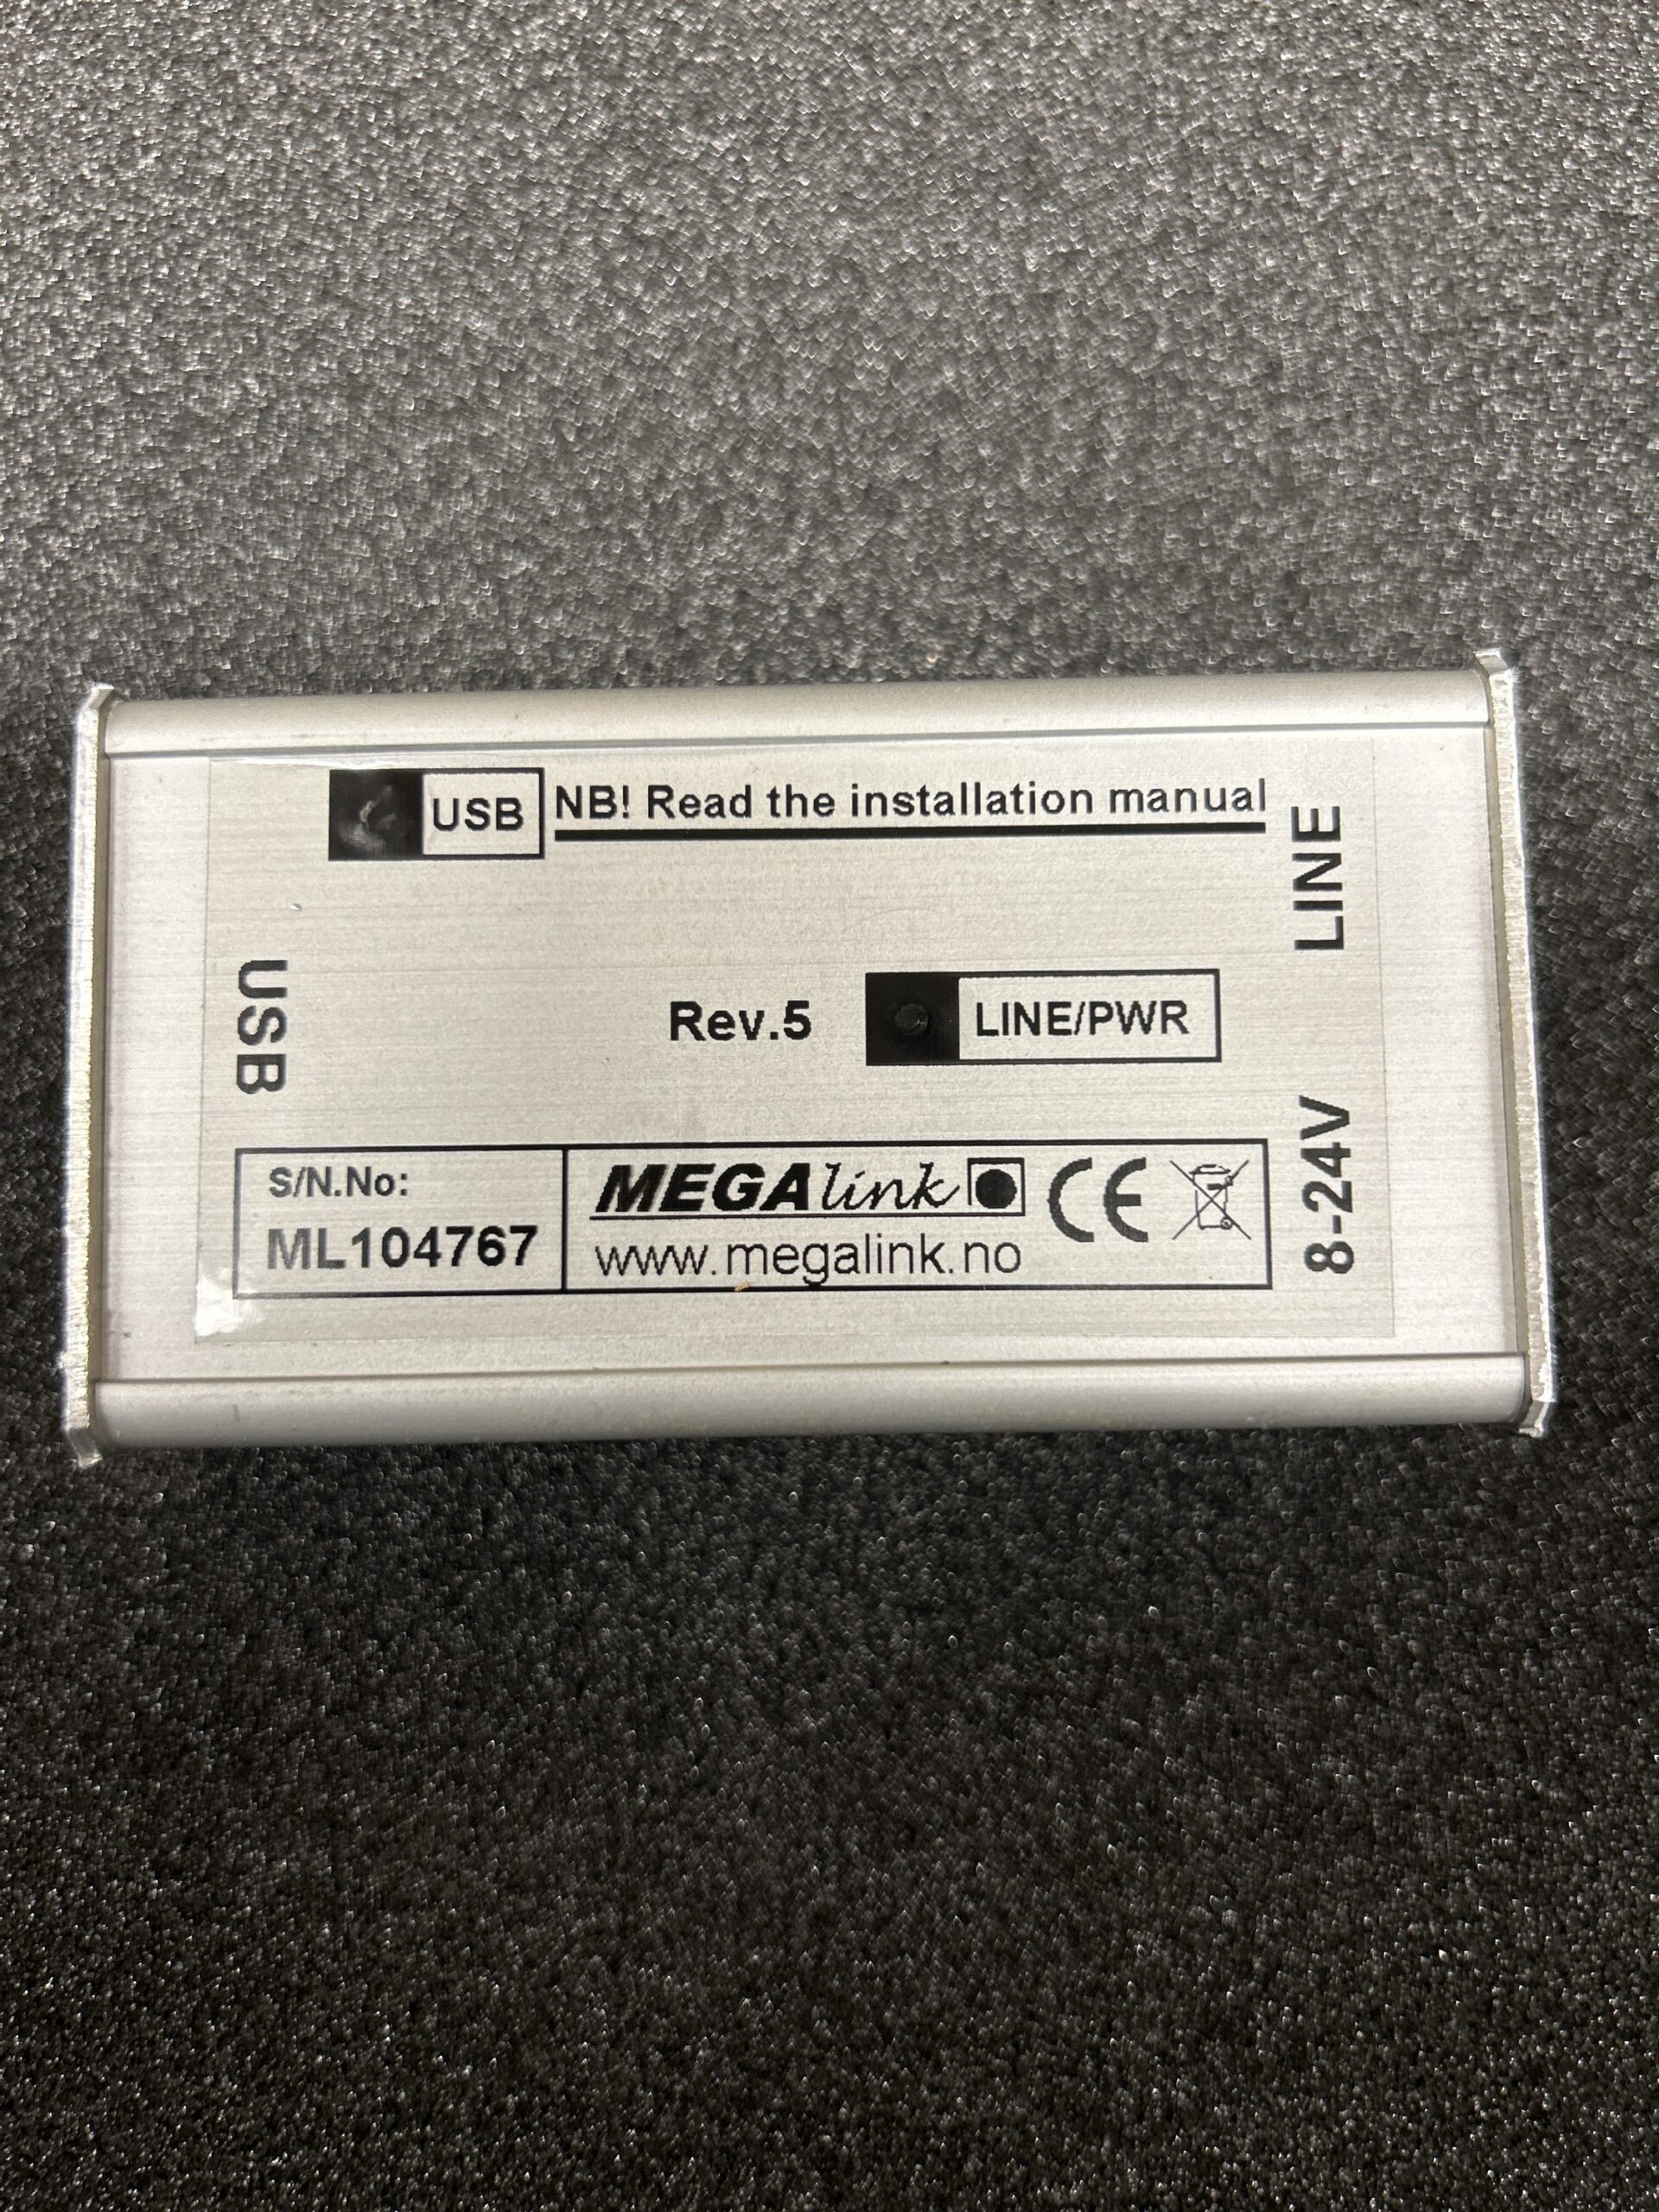 USB
NB! Read the installation manual
LINE
USB
Rev.5
LINE/PWR
8-24V
S/N.No:
ML104767
MEGAlink
www.megalink.no
CE